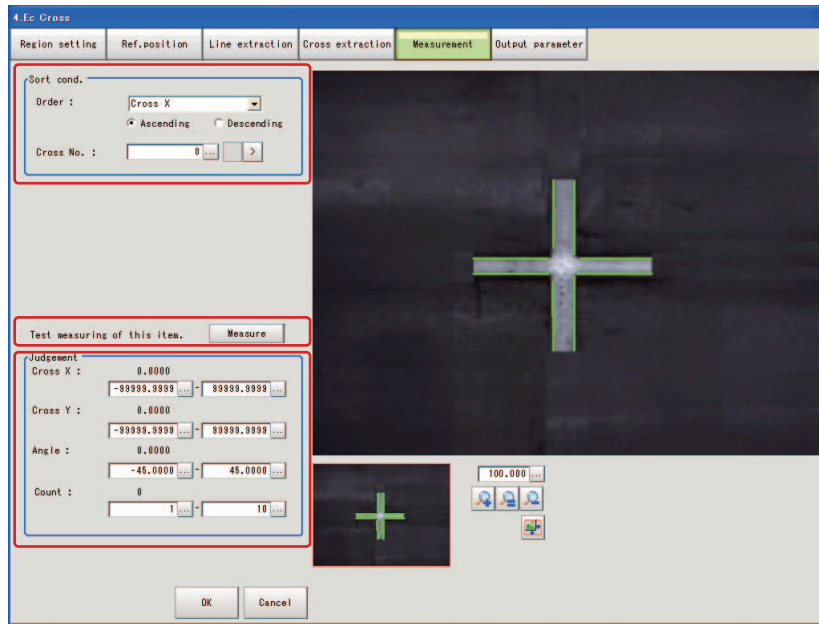 4.Ec Cross
Region setting Ref.position Line extraction Cross extraction Measurement Output parameter
Sort cond.
Order : Cross X
Ascending Descending
Cross No. : 0 ... >
Test measuring of this item. Measure
Judgement
Cross X : 0.0000
-99999.9999 ... - 99999.9999 ...
Cross Y : 0.0000
-99999.9999 ... - 99999.9999 ...
Angle : 0.0000
-45.0000 ... - 45.0000 ...
Count : 0
1 ... - 10 ...
100.000 ...
OK Cancel